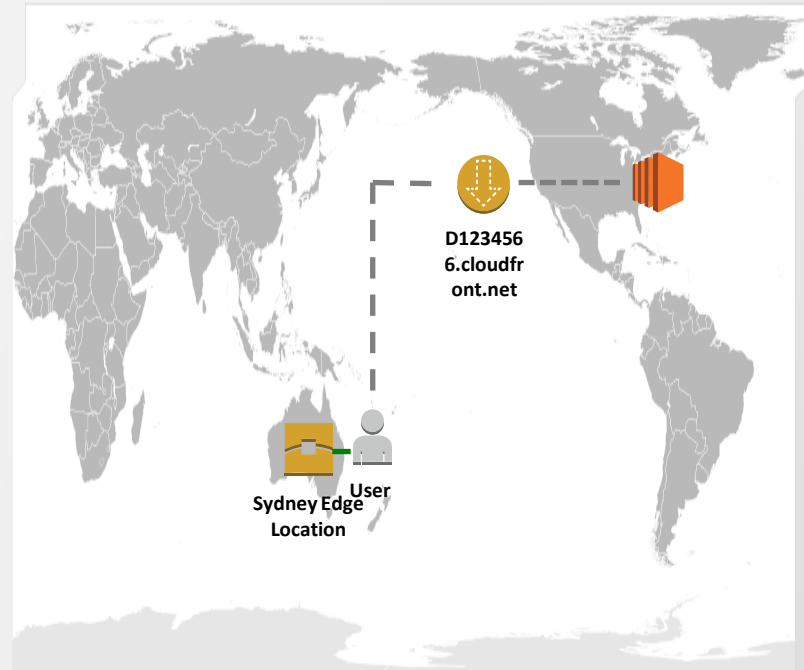 D123456
6.cloudfr
ont.net
User
Sydney Edge
Location